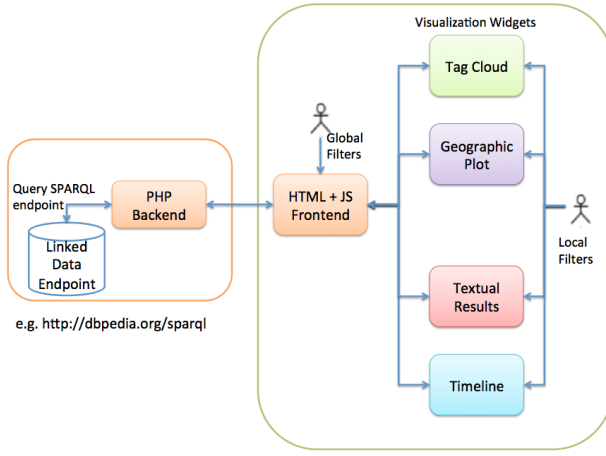 Visualization Widgets
Tag Cloud
Global
Filters
Geographic
Plot
Query SPARQL
endpoint
PHP
Backend
HTML + JS
Frontend
Linked
Data
Endpoint
Local
Filters
Textual
Results
e.g. http://dbpedia.org/sparql
Timeline